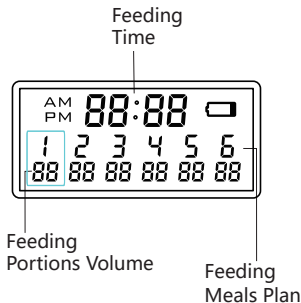 Feeding
Time
AM
PM
88:88
1 2 3 4 5 6
88 88 88 88 88 88
Feeding
Portions Volume
Feeding
Meals Plan